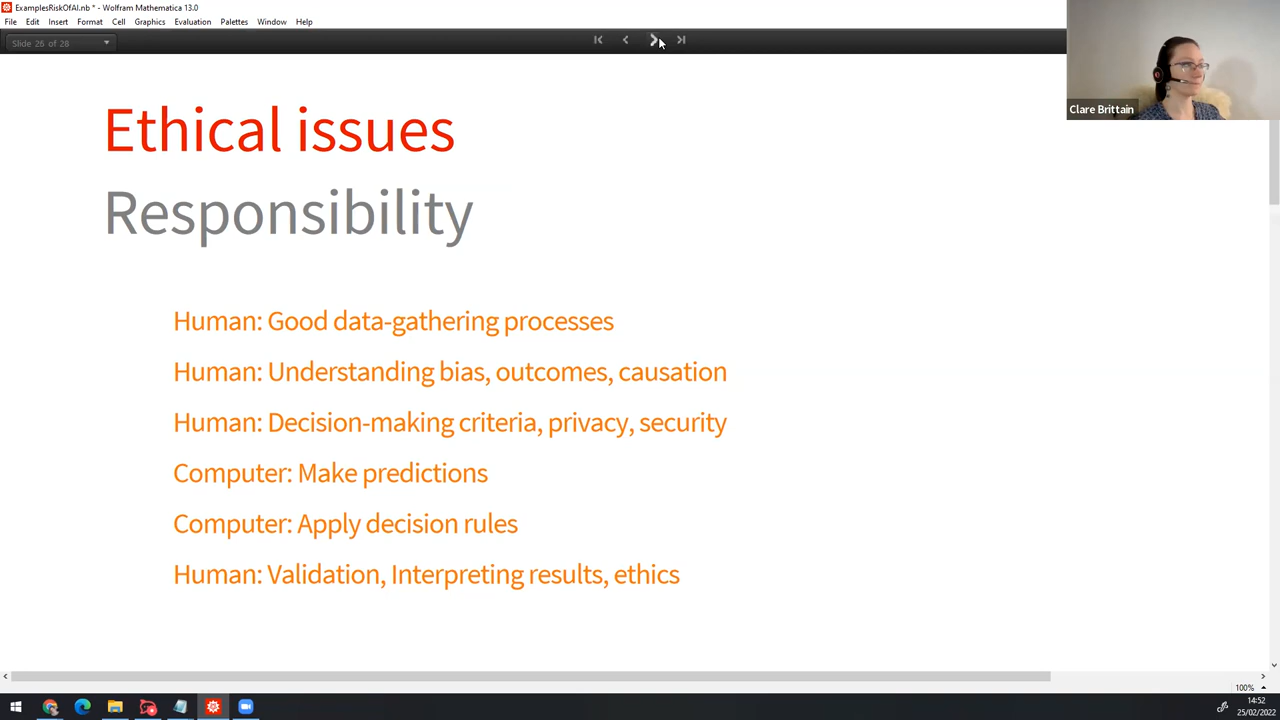 ExamplesRiskOfAI.nb * - Wolfram Mathematica 13.0
File Edit Insert Format Cell Graphics Evaluation Palettes Window Help
Slide 26 of 28
Clare Brittain
Ethical issues
Responsibility
Human: Good data-gathering processes
Human: Understanding bias, outcomes, causation
Human: Decision-making criteria, privacy, security
Computer: Make predictions
Computer: Apply decision rules
Human: Validation, Interpreting results, ethics
100%
14:52
25/02/2022